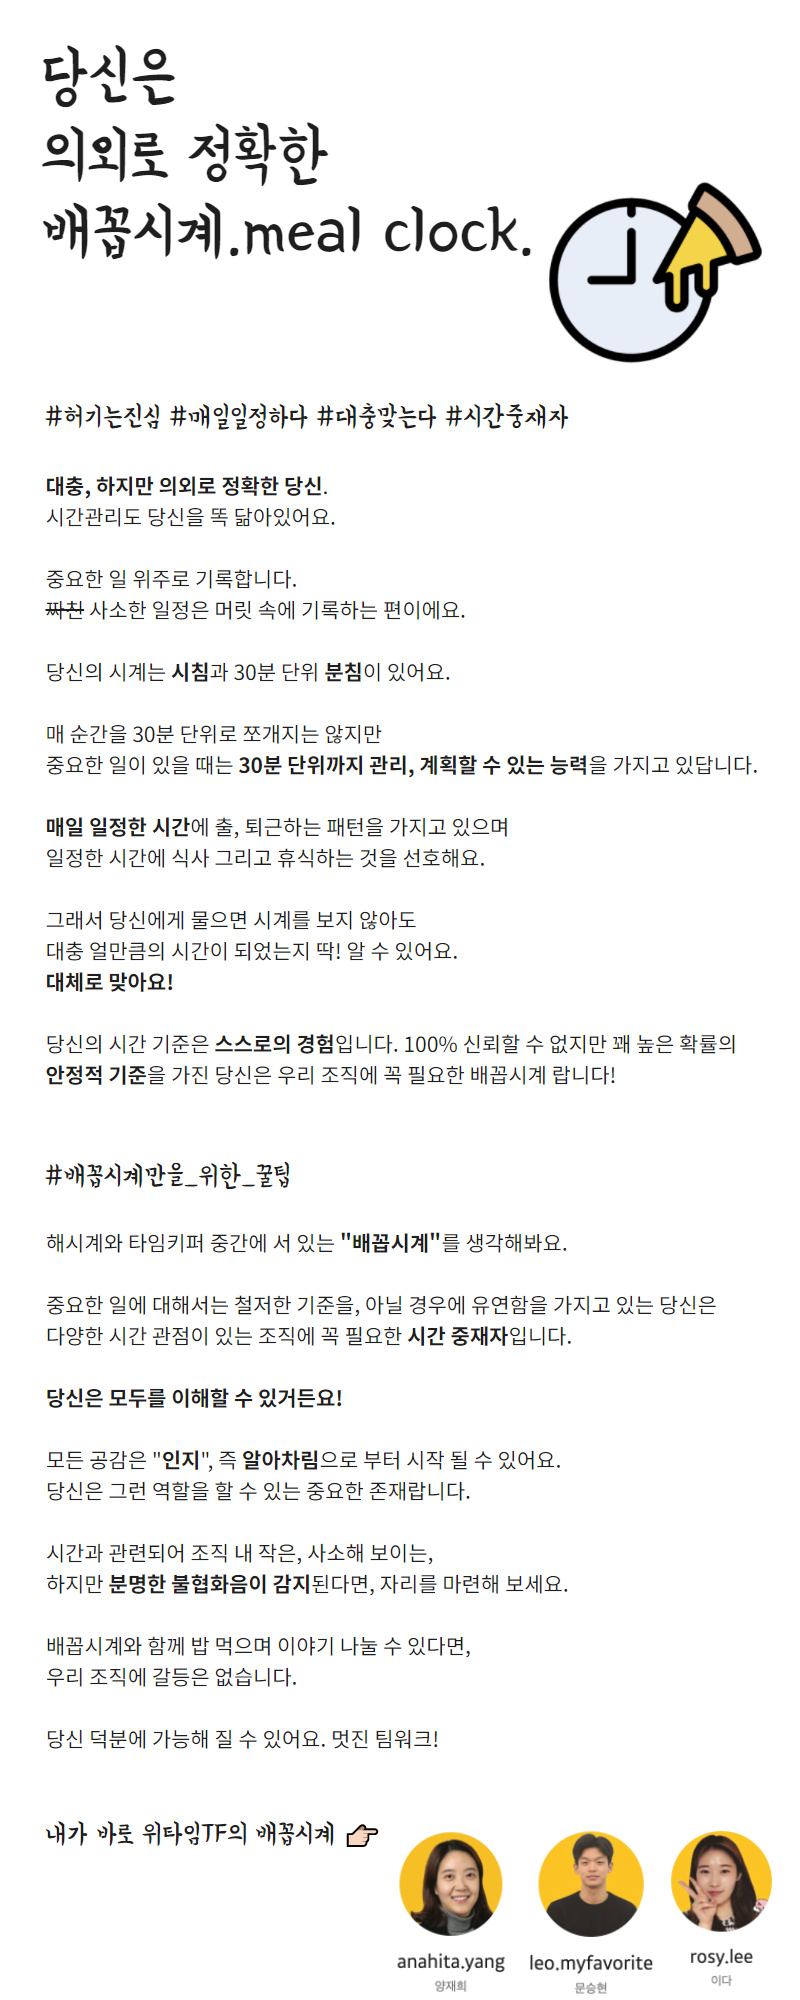 당신은
의외로 정확한
배꼽시계.meal clock.
#허기는진심 #매일일정하다 #대충맞는다 #시간중재자
대충, 하지만 의외로 정확한 당신.
시간관리도 당신을 똑 닮아있어요.
중요한 일 위주로 기록합니다.
짜친 사소한 일정은 머릿 속에 기록하는 편이에요.
당신의 시계는 시침과 30분 단위 분침이 있어요.
매 순간을 30분 단위로 쪼개지는 않지만
중요한 일이 있을 때는 30분 단위까지 관리, 계획할 수 있는 능력을 가지고 있답니다.
매일 일정한 시간에 출, 퇴근하는 패턴을 가지고 있으며
일정한 시간에 식사 그리고 휴식하는 것을 선호해요.
그래서 당신에게 물으면 시계를 보지 않아도
대충 얼만큼의 시간이 되었는지 딱! 알 수 있어요.
대체로 맞아요!
당신의 시간 기준은 스스로의 경험입니다. 100% 신뢰할 수 없지만 꽤 높은 확률의
안정적 기준을 가진 당신은 우리 조직에 꼭 필요한 배꼽시계 랍니다!
#배꼽시계만을_위한_꿀팁
해시계와 타임키퍼 중간에 서 있는 "배꼽시계"를 생각해봐요.
중요한 일에 대해서는 철저한 기준을, 아닐 경우에 유연함을 가지고 있는 당신은
다양한 시간 관점이 있는 조직에 꼭 필요한 시간 중재자입니다.
당신은 모두를 이해할 수 있거든요!
모든 공감은 "인지", 즉 알아차림으로 부터 시작 될 수 있어요.
당신은 그런 역할을 할 수 있는 중요한 존재랍니다.
시간과 관련되어 조직 내 작은, 사소해 보이는,
하지만 분명한 불협화음이 감지된다면, 자리를 마련해 보세요.
배꼽시계와 함께 밥 먹으며 이야기 나눌 수 있다면,
우리 조직에 갈등은 없습니다.
당신 덕분에 가능해 질 수 있어요. 멋진 팀워크!
내가 바로 위타임TF의 배꼽시계
anahita.yang leo.myfavorite rosy.lee
양재희 문승현 이다